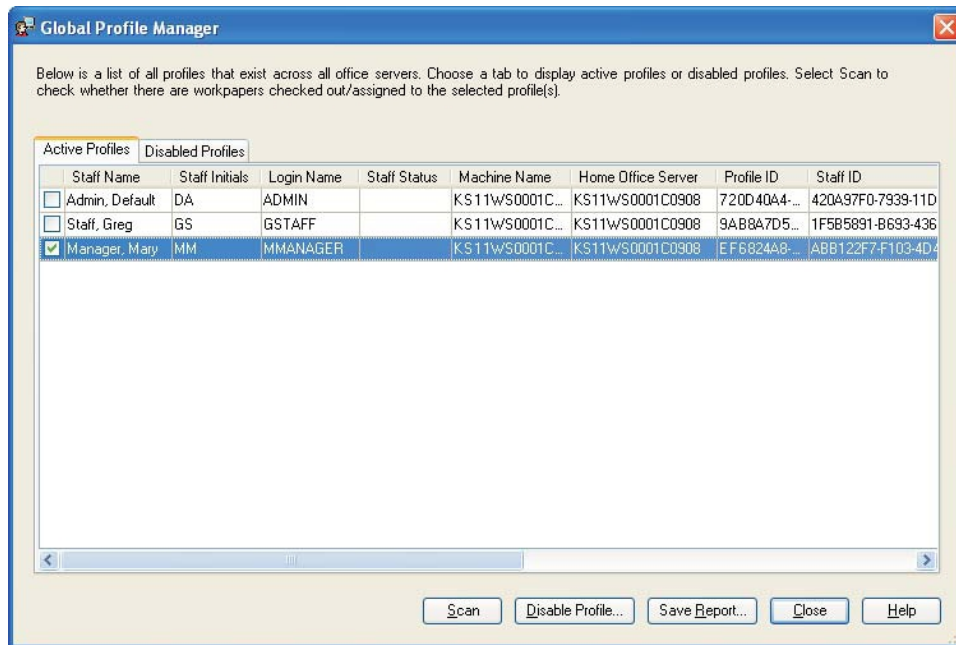 Global Profile Manager
Below is a list of all profiles that exist across all office servers. Choose a tab to display active profiles or disabled profiles. Select Scan to
check whether there are workpapers checked out/assigned to the selected profile(s).
Active Profiles Disabled Profiles
Staff Name Staff Initials Login Name Staff Status Machine Name Home Office Server Profile ID Staff ID
Admin, Default DA ADMIN KS11WS0001C... KS11WS0001C0908 720D40A4-... 420A97F0-7939-11D
Staff, Greg GS GSTAFF KS11WS0001C... KS11WS0001C0908 9AB8A7D5... 1F5B5891-B693-436
Manager, Mary MM MMANAGER KS11WS0001C... KS11WS0001C0908 EF6824A8-... ABB122F7-F103-4D4
Scan Disable Profile... Save Report... Close Help